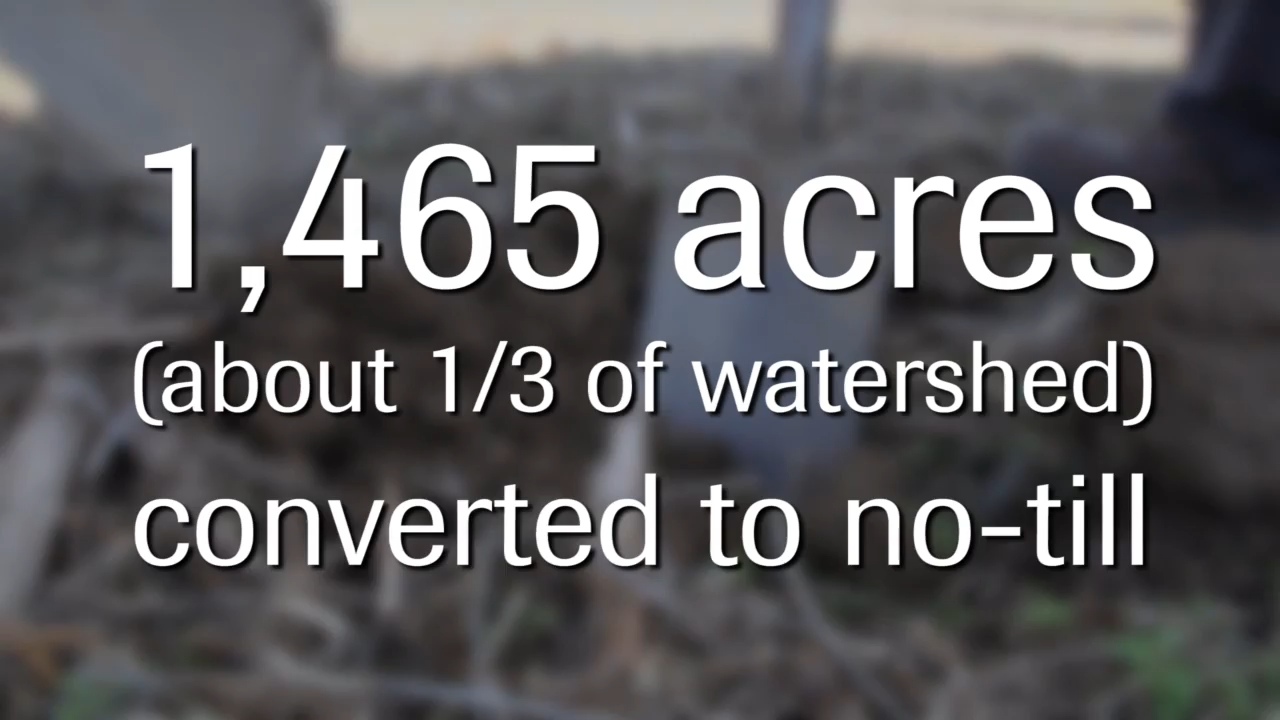 1,465 acres
(about 1/3 of watershed)
converted to no-till